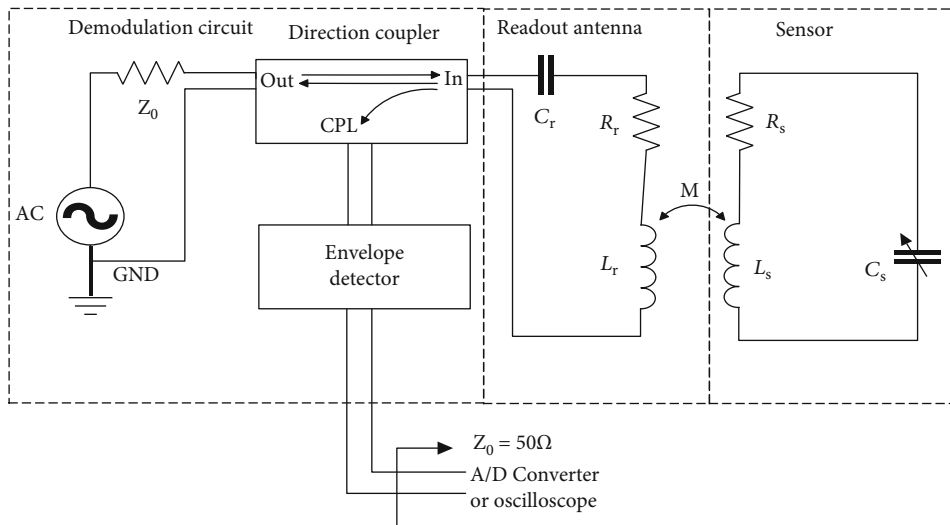 Demodulation circuit
Direction coupler
Readout antenna
Sensor
Out
In
Z0
CPL
Cr
Rr
Rs
M
AC
GND
Envelope
detector
Lr
Ls
Cs
Z0 = 50Ω
A/D Converter
or oscilloscope